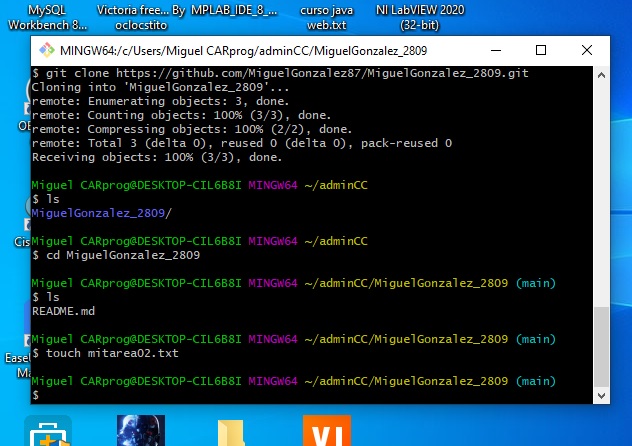 MySQL
Workbench 8...
Victoria free... By
oclocstito
MPLAB_IDE_8_...
curso java
web.txt
NI LabVIEW 2020
(32-bit)
MINGW64:/c/Users/Miguel CARprog/adminCC/MiguelGonzalez_2809
$ git clone https://github.com/MiguelGonzalez87/MiguelGonzalez_2809.git
Cloning into 'MiguelGonzalez_2809'...
remote: Enumerating objects: 3, done.
remote: Counting objects: 100% (3/3), done.
remote: Compressing objects: 100% (2/2), done.
remote: Total 3 (delta 0), reused 0 (delta 0), pack-reused 0
Receiving objects: 100% (3/3), done.
Miguel CARprog@DESKTOP-CIL6B8I MINGW64 ~/adminCC
$ ls
MiguelGonzalez_2809/
Miguel CARprog@DESKTOP-CIL6B8I MINGW64 ~/adminCC
$ cd MiguelGonzalez_2809
Miguel CARprog@DESKTOP-CIL6B8I MINGW64 ~/adminCC/MiguelGonzalez_2809 (main)
$ ls
README.md
Miguel CARprog@DESKTOP-CIL6B8I MINGW64 ~/adminCC/MiguelGonzalez_2809 (main)
$ touch mitarea02.txt
Miguel CARprog@DESKTOP-CIL6B8I MINGW64 ~/adminCC/MiguelGonzalez_2809 (main)
$